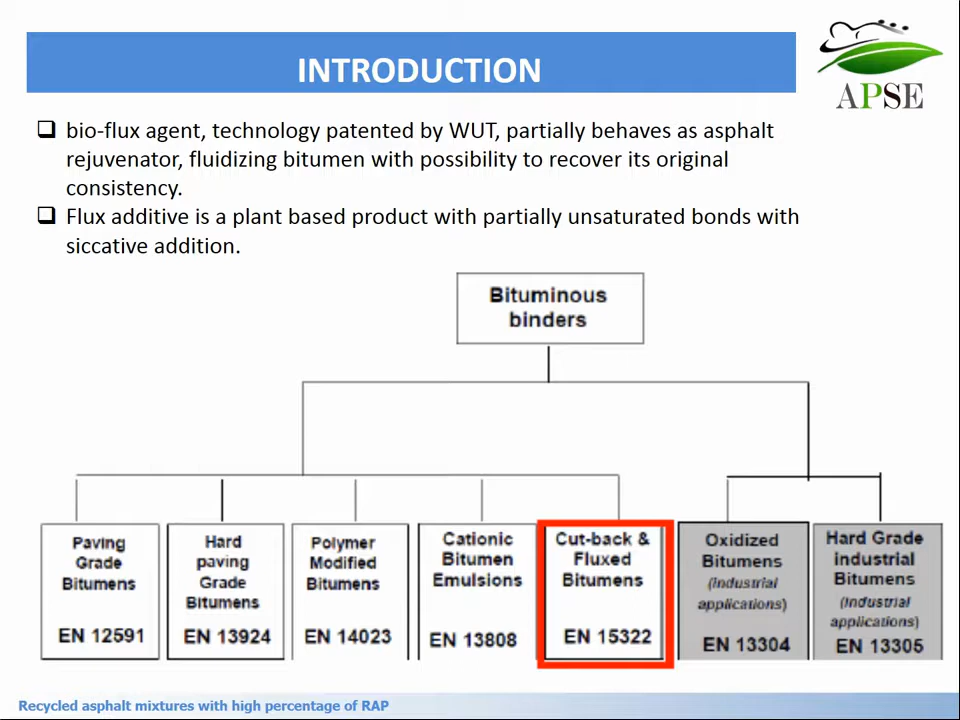 INTRODUCTION
APSE
bio-flux agent, technology patented by WUT, partially behaves as asphalt
rejuvenator, fluidizing bitumen with possibility to recover its original
consistency.
Flux additive is a plant based product with partially unsaturated bonds with
siccative addition.
Bituminous
binders
Paving
Grade
Bitumens
EN 12591
Hard
paving
Grade
Bitumens
EN 13924
Polymer
Modified
Bitumens
EN 14023
Cationic
Bitumen
Emulsions
EN 13808
Cut-back &
Fluxed
Bitumens
EN 15322
Oxidized
Bitumens
(Industrial
applications)
EN 13304
Hard Grade
industrial
Bitumens
(Industrial
applications)
EN 13305
Recycled asphalt mixtures with high percentage of RAP